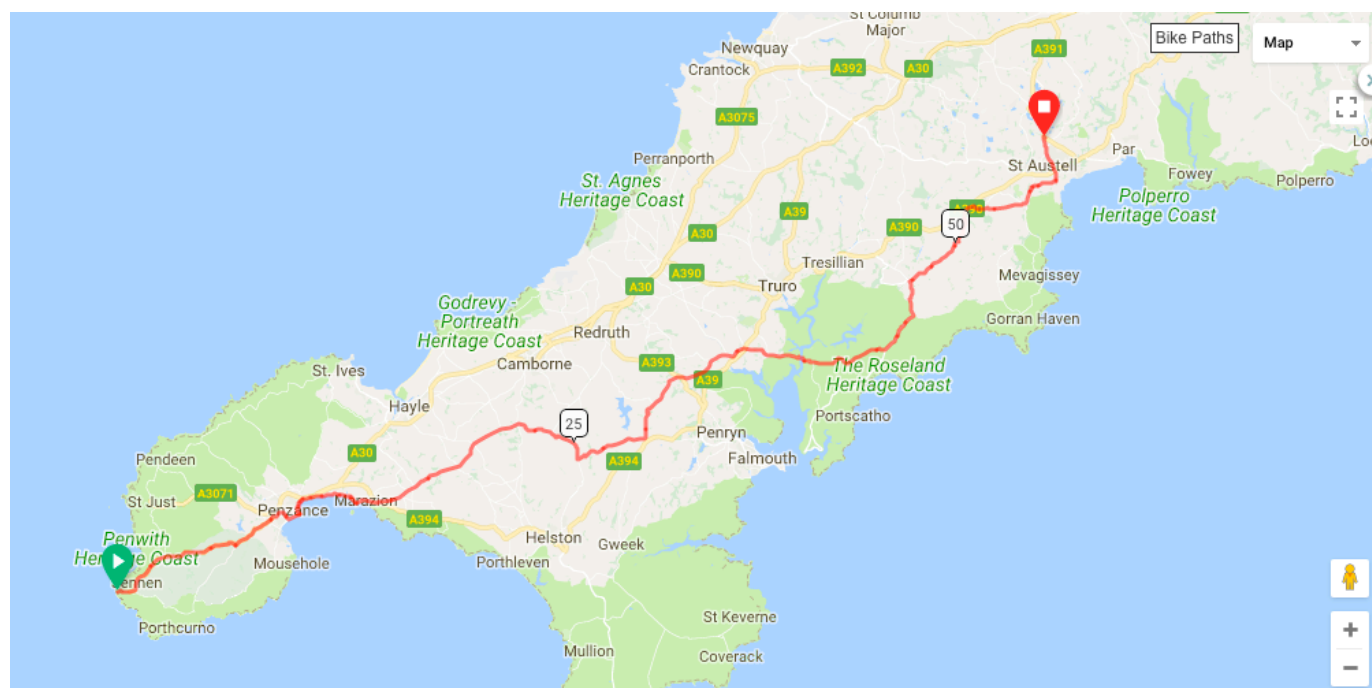 St Columb
Major
Newquay
Bike Paths
Map
A391
Crantock
A392
A30
A3075
Perranporth
Par
St Austell
Fowey
Polperro
St. Agnes
Heritage Coast
Polperro
Heritage Coast
A39
A390
A30
50
Tresillian
A390
Mevagissey
A30
Truro
Godrevy -
Portreath
Heritage Coast
Gorran Haven
Redruth
Camborne
A393
The Roseland
Heritage Coast
St. Ives
A39
Hayle
Portscatho
25
Penryn
Falmouth
A30
A394
Pendeen
St Just
A3071
Marazion
Penzance
A394
Penwith
Heritage Coast
Helston
Gweek
Mousehole
Porthleven
Sennen
St Keverne
Porthcurno
Mullion
Coverack
+
−